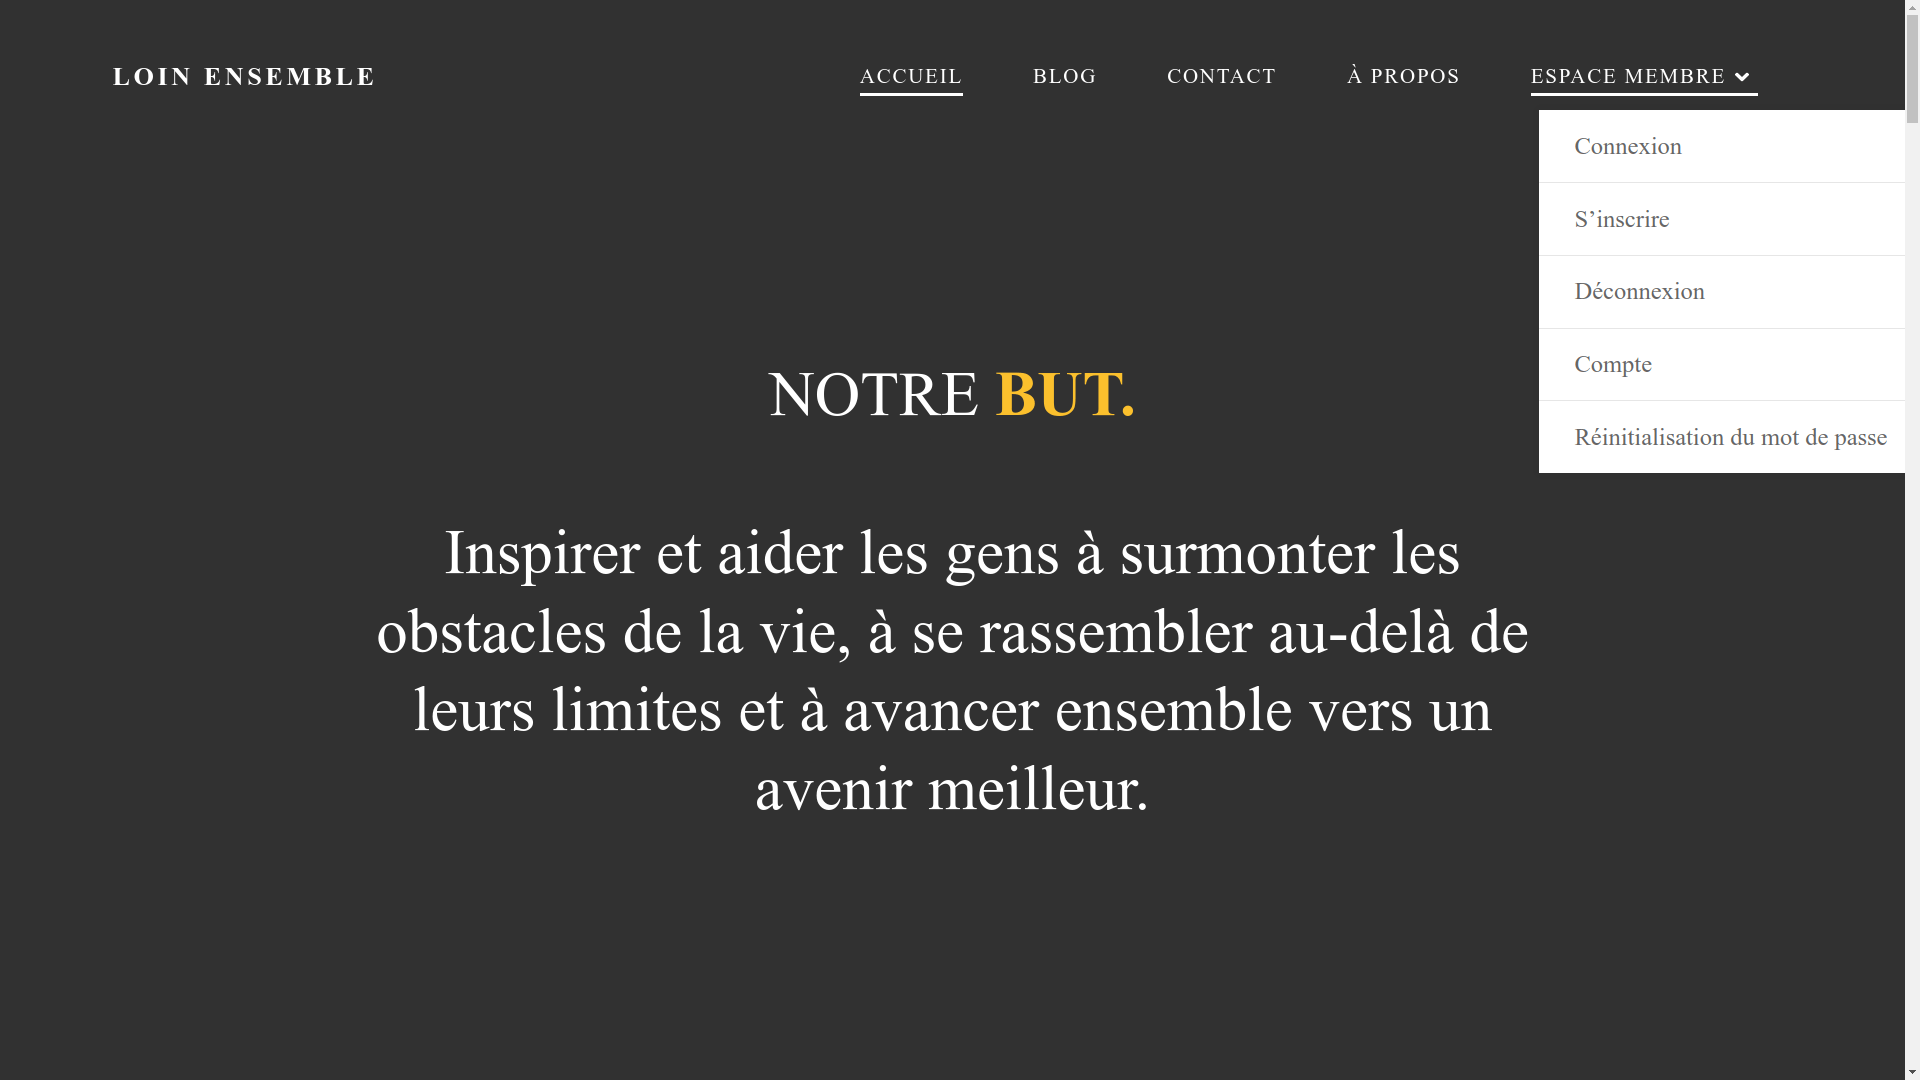 LOIN ENSEMBLE
ACCUEIL
BLOG
CONTACT
À PROPOS
ESPACE MEMBRE
Connexion
S’inscrire
Déconnexion
Compte
Réinitialisation du mot de passe
NOTRE BUT.
Inspirer et aider les gens à surmonter les
obstacles de la vie, à se rassembler au-delà de
leurs limites et à avancer ensemble vers un
avenir meilleur.